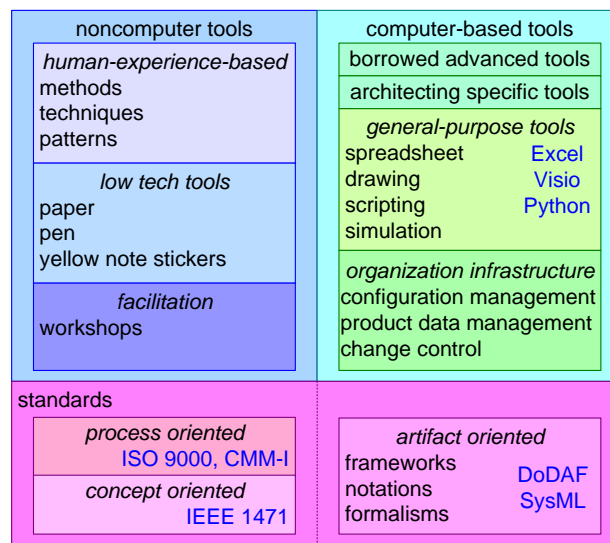 noncomputer tools
human-experience-based
methods
techniques
patterns
low tech tools
paper
pen
yellow note stickers
facilitation
workshops
computer-based tools
borrowed advanced tools
architecting specific tools
general-purpose tools
spreadsheet Excel
drawing Visio
scripting Python
simulation
organization infrastructure
configuration management
product data management
change control
standards
process oriented
ISO 9000, CMM-I
concept oriented
IEEE 1471
artifact oriented
frameworks
notations
formalisms
DoDAF
SysML